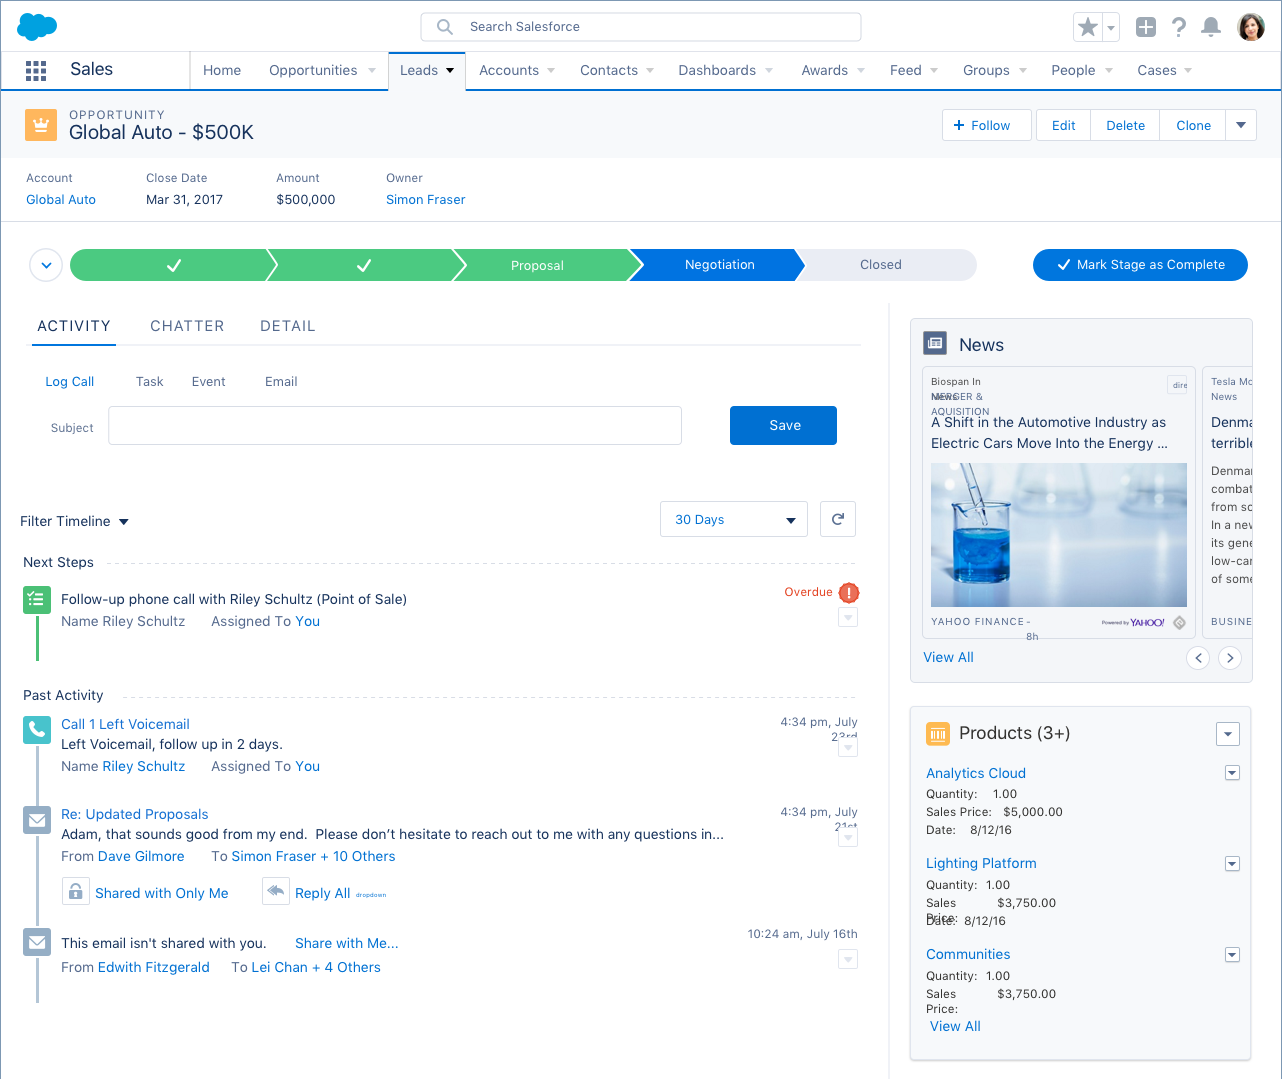 Search Salesforce
Sales
Home
Opportunities
Leads
Accounts
Contacts
Dashboards
Awards
Feed
Groups
People
Cases
OPPORTUNITY
Global Auto - $500K
+ Follow
Edit
Delete
Clone
Account
Close Date
Amount
Owner
Global Auto
Mar 31, 2017
$500,000
Simon Fraser
Proposal
Negotiation
Closed
Mark Stage as Complete
ACTIVITY
CHATTER
DETAIL
Log Call
Task
Event
Email
Subject
Save
Filter Timeline
30 Days
Next Steps
Follow-up phone call with Riley Schultz (Point of Sale)
Overdue
Name Riley Schultz
Assigned To You
Past Activity
Call 1 Left Voicemail
4:34 pm, July
23rd
Left Voicemail, follow up in 2 days.
Name Riley Schultz
Assigned To You
Re: Updated Proposals
4:34 pm, July
21st
Adam, that sounds good from my end.  Please don’t hesitate to reach out to me with any questions in...
From Dave Gilmore
To Simon Fraser + 10 Others
Shared with Only Me
Reply All
dropdown
This email isn't shared with you.
Share with Me...
10:24 am, July 16th
From Edwith Fitzgerald
To Lei Chan + 4 Others
News
Biospan In
News
MERGER &
AQUISITION
dire
A Shift in the Automotive Industry as
Electric Cars Move Into the Energy ...
YAHOO FINANCE -
8h
Powered by YAHOO!
Tesla Mo
News
Denma
terrible
Denmar
combat
from so
In a new
its gene
low-car
of some
BUSINE
View All
Products (3+)
Analytics Cloud
Quantity: 1.00
Sales Price: $5,000.00
Date: 8/12/16
Lighting Platform
Quantity: 1.00
Sales
Price:
$3,750.00
Date: 8/12/16
Communities
Quantity: 1.00
Sales
Price:
$3,750.00
View All